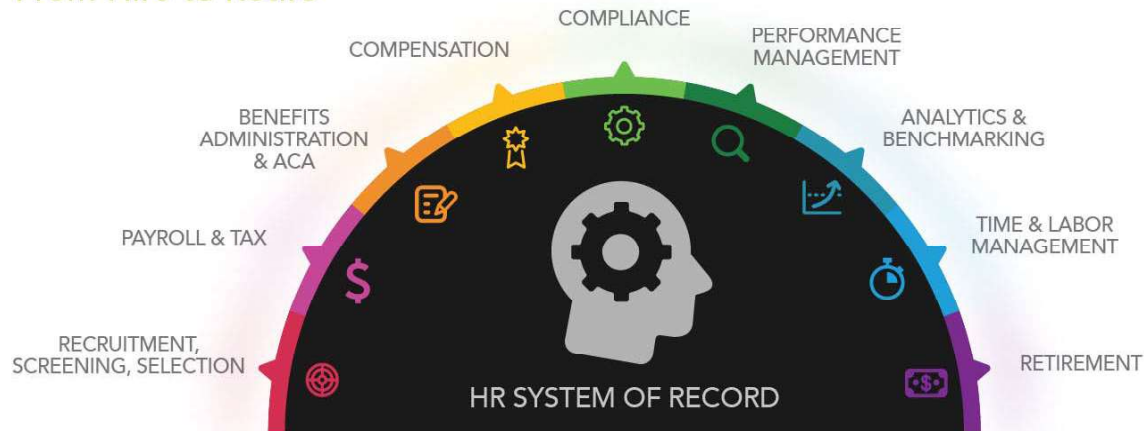 COMPLIANCE
PERFORMANCE
MANAGEMENT
COMPENSATION
ANALYTICS &
BENCHMARKING
BENEFITS
ADMINISTRATION
& ACA
TIME & LABOR
MANAGEMENT
PAYROLL & TAX
$
RECRUITMENT,
SCREENING, SELECTION
RETIREMENT
$
HR SYSTEM OF RECORD